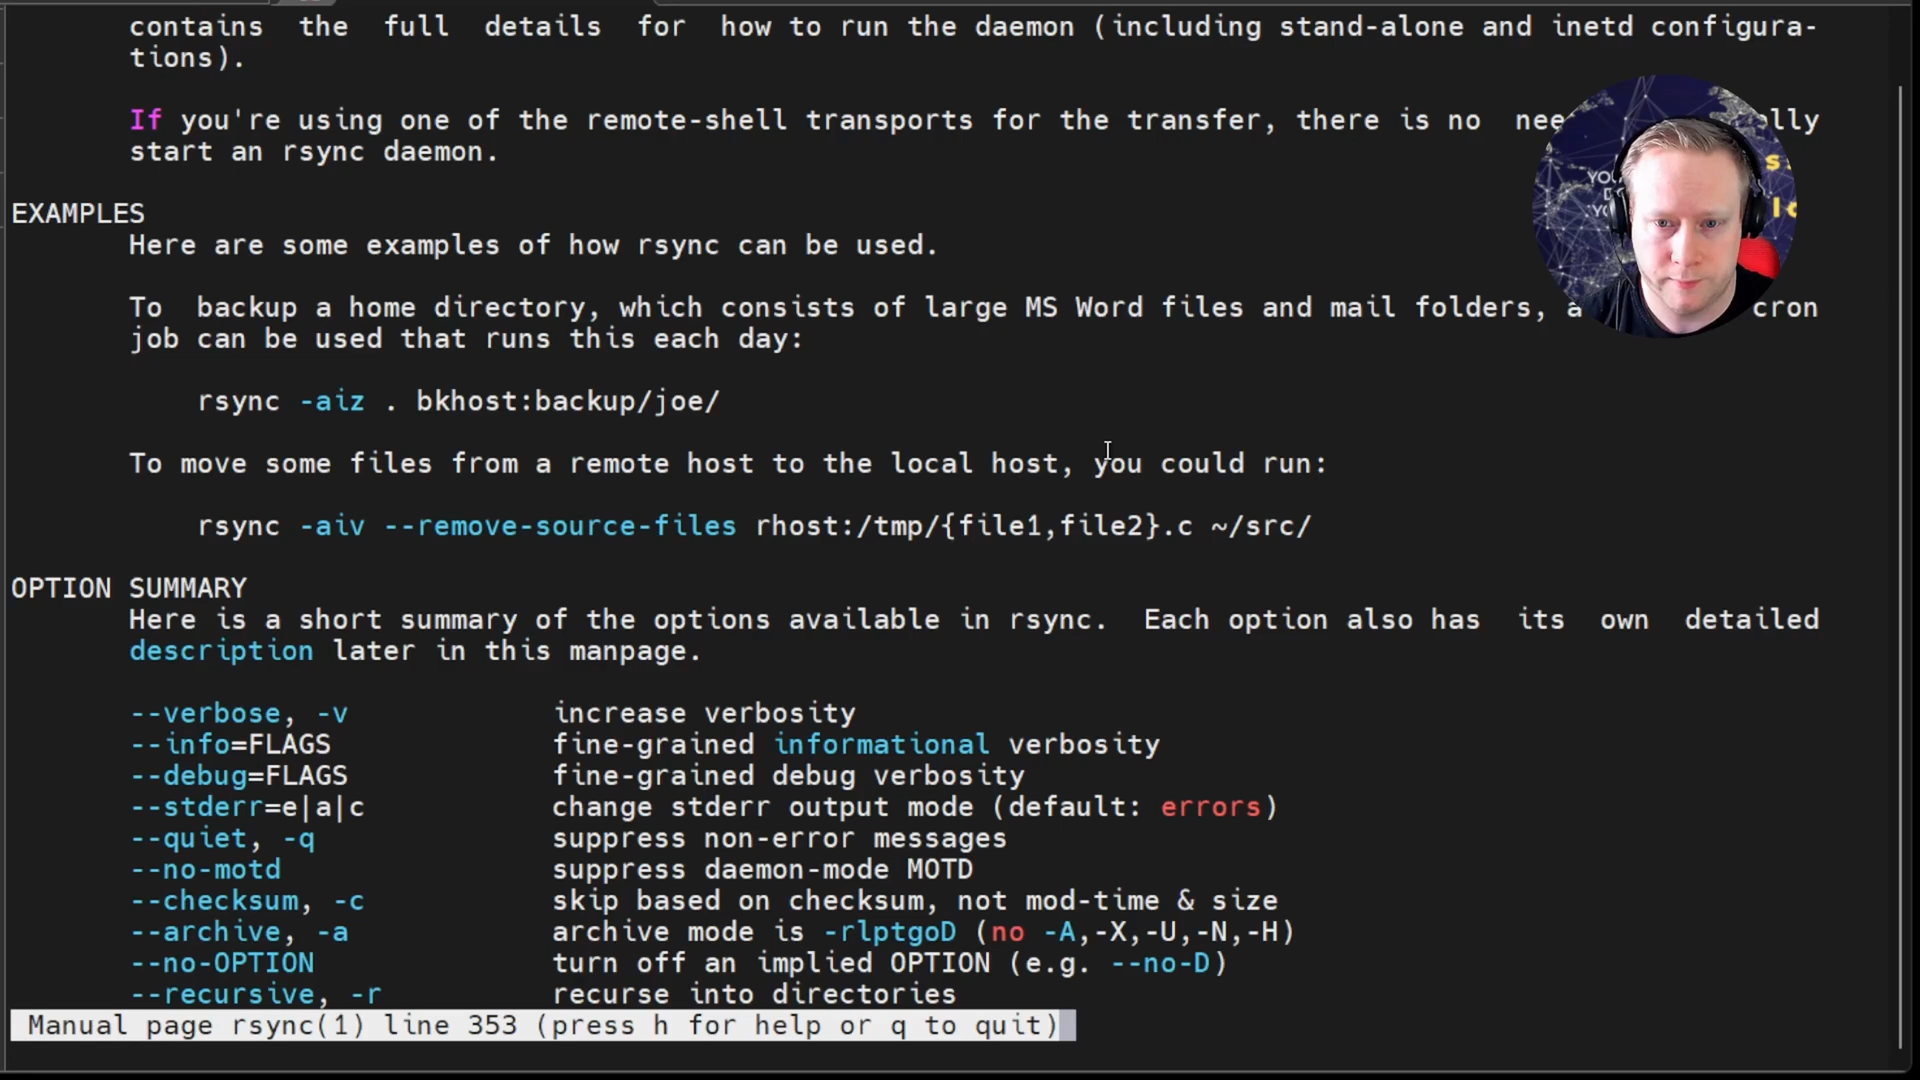 contains the full details for how to run the daemon (including stand-alone and inetd configura-
tions).
If you're using one of the remote-shell transports for the transfer, there is no
start an rsync daemon.
EXAMPLES
Here are some examples of how rsync can be used.
To backup a home directory, which consists of large MS Word files and mail folders, cron
job can be used that runs this each day:
rsync -aiz . bkhost:backup/joe/
To move some files from a remote host to the local host, you could run:
rsync -aiv --remove-source-files rhost:/tmp/{file1,file2}.c ~/src/
OPTION SUMMARY
Here is a short summary of the options available in rsync. Each option also has its own detailed
description later in this manpage.
--verbose, -v increase verbosity
--info=FLAGS fine-grained informational verbosity
--debug=FLAGS fine-grained debug verbosity
--stderr=e|a|c change stderr output mode (default: errors)
--quiet, -q suppress non-error messages
--no-motd suppress daemon-mode MOTD
--checksum, -c skip based on checksum, not mod-time & size
--archive, -a archive mode is -rlptgoD (no -A,-X,-U,-N,-H)
--no-OPTION turn off an implied OPTION (e.g. --no-D)
--recursive, -r recurse into directories
Manual page rsync(1) line 353 (press h for help or q to quit)